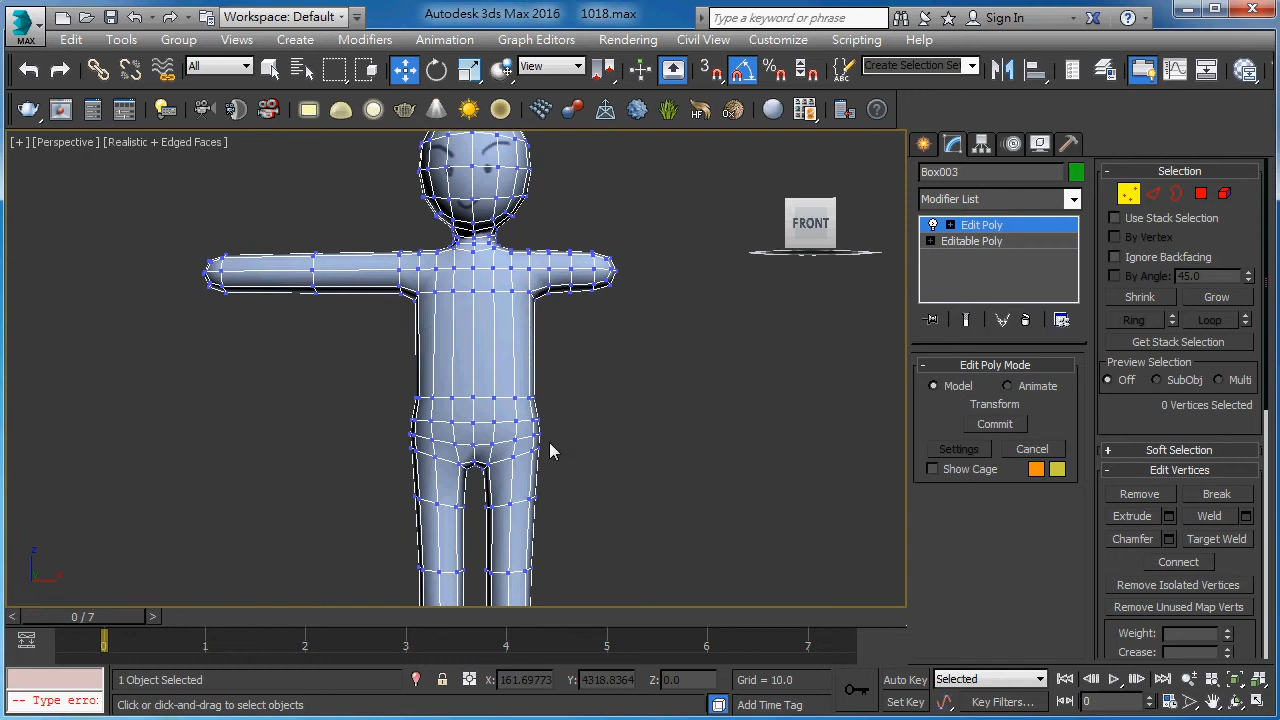 MAX
Workspace: Default
Autodesk 3ds Max 2016 1018.max
Type a keyword or phrase
Sign In
Edit Tools Group Views Create Modifiers Animation Graph Editors Rendering Civil View Customize Scripting Help
All
View
3
Create Selection Se
[+] [Perspective] [Realistic + Edged Faces]
FRONT
z
x
Box003
Modifier List
Edit Poly
Editable Poly
Edit Poly Mode
Model Animate
Transform
Commit
Settings Cancel
Show Cage
Selection
Use Stack Selection
By Vertex
Ignore Backfacing
By Angle: 45.0
Shrink Grow
Ring Loop
Get Stack Selection
Preview Selection
Off SubObj Multi
0 Vertices Selected
Soft Selection
Edit Vertices
Remove Break
Extrude Weld
Chamfer Target Weld
Connect
Remove Isolated Vertices
Remove Unused Map Verts
Weight:
Crease:
< 0 / 7 >
0 1 2 3 4 5 6 7
1 Object Selected
X: 161.69773 Y: 4318.8364 Z: 0.0
Grid = 10.0
Auto Key Selected
-- Type erro:
Click or click-and-drag to select objects
Add Time Tag
Set Key
Key Filters...
0